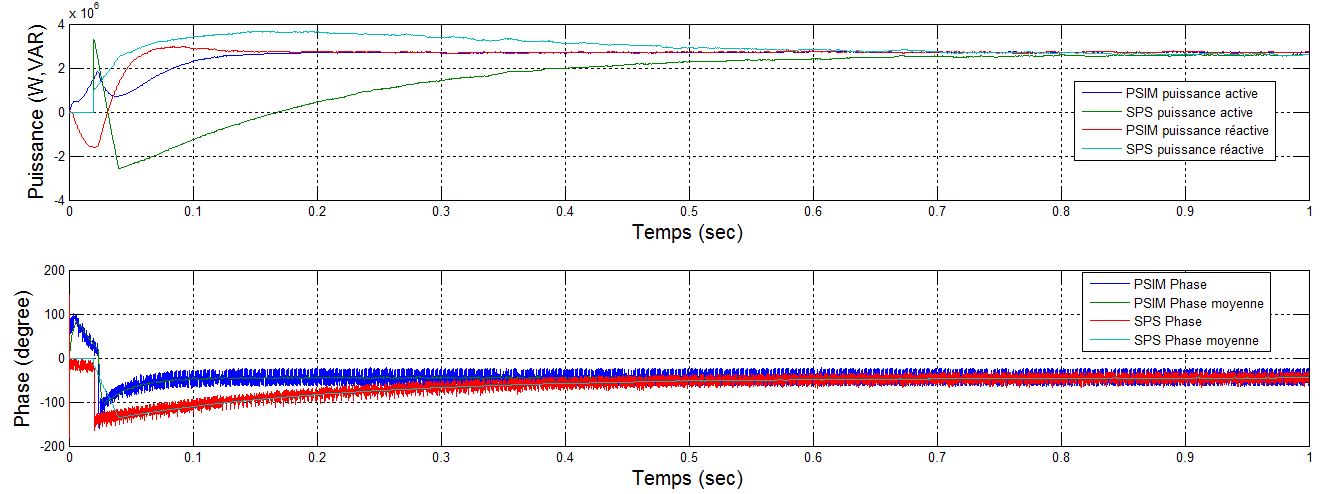 x 10⁶
4
2
0
-2
-4
Puissance (W,VAR)
PSIM puissance active
SPS puissance active
PSIM puissance réactive
SPS puissance réactive
0 0.1 0.2 0.3 0.4 0.5 0.6 0.7 0.8 0.9 1
Temps (sec)
200
100
0
-100
-200
Phase (degree)
PSIM Phase
PSIM Phase moyenne
SPS Phase
SPS Phase moyenne
0 0.1 0.2 0.3 0.4 0.5 0.6 0.7 0.8 0.9 1
Temps (sec)